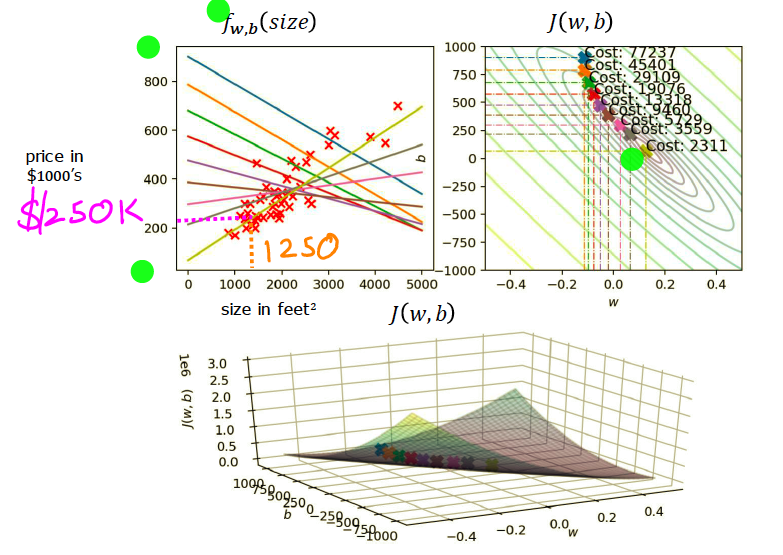 f_{w,b}(size)
J(w,b)
price in
$1000's
800
600
400
200
0 1000 2000 3000 4000 5000
size in feet²
$250K
1250
b
1000
750
500
250
0
−250
−500
−750
−1000
Cost: 77237
Cost: 45401
Cost: 29109
Cost: 19076
Cost: 13318
Cost: 9460
Cost: 5729
Cost: 3559
Cost: 2311
−0.4 −0.2 0.0 0.2 0.4
w
J(w,b)
1e6
J(w, b)
3.0
2.5
2.0
1.5
1.0
0.5
0.0
1000
750
500
250
0
−250
−500
−750
−1000
b
−0.4 −0.2 0.0 0.2 0.4
w